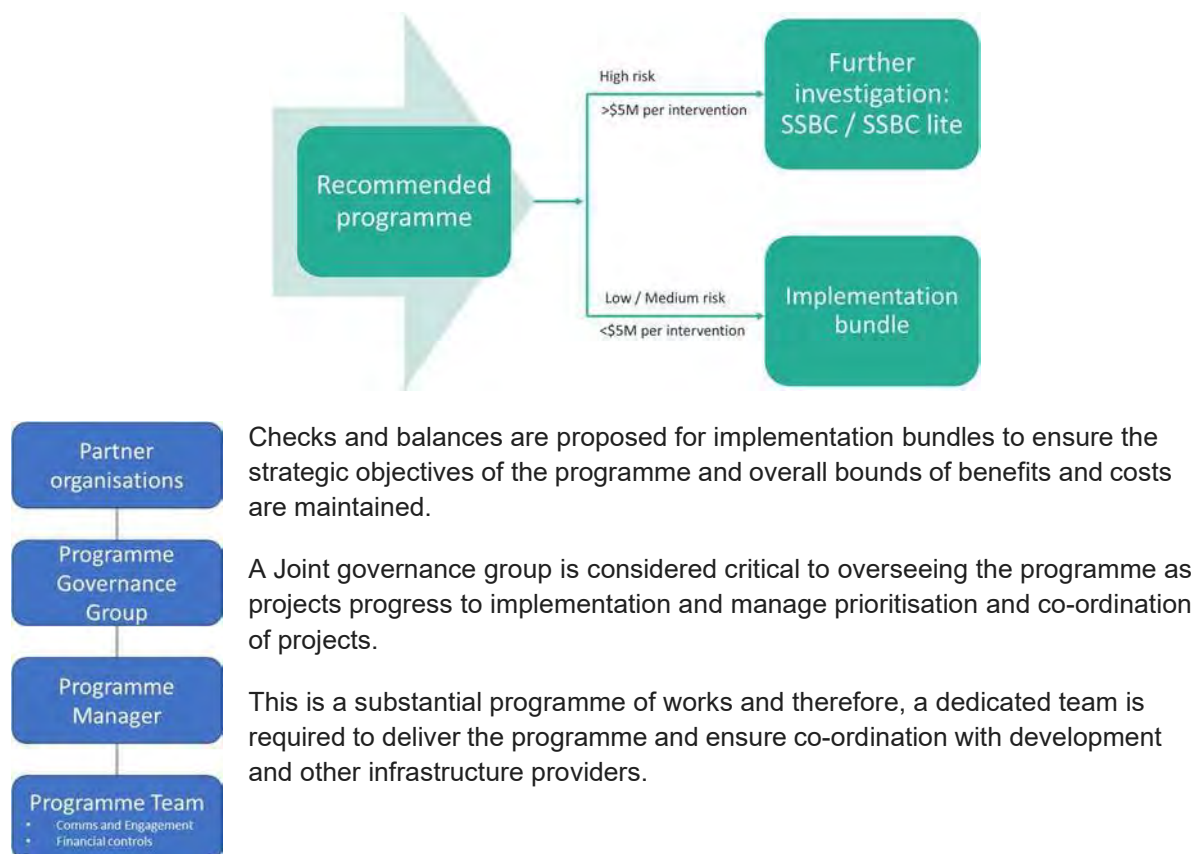 High risk
>$5M per intervention
Further
investigation:
SSBC / SSBC lite
Recommended
programme
Low / Medium risk
<$5M per intervention
Implementation
bundle
Partner
organisations
Programme
Governance
Group
Programme
Manager
Programme Team
• Comms and Engagement
• Financial controls
Checks and balances are proposed for implementation bundles to ensure the
strategic objectives of the programme and overall bounds of benefits and costs
are maintained.
A Joint governance group is considered critical to overseeing the programme as
projects progress to implementation and manage prioritisation and co-ordination
of projects.
This is a substantial programme of works and therefore, a dedicated team is
required to deliver the programme and ensure co-ordination with development
and other infrastructure providers.